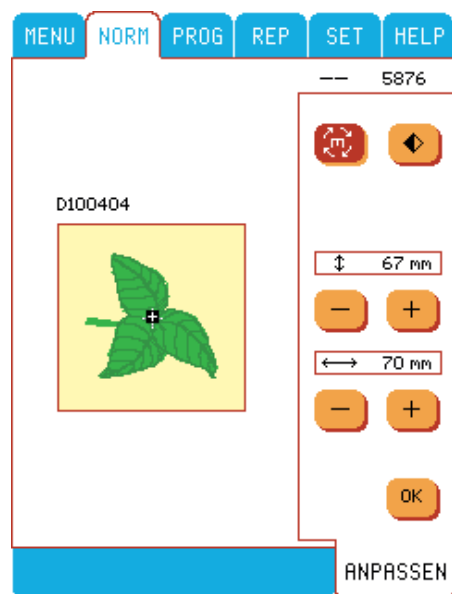 MENU NORM PROG REP SET HELP
-- 5876
E
D100404
↕ 67 mm
− +
↔ 70 mm
− +
OK
ANPASSEN